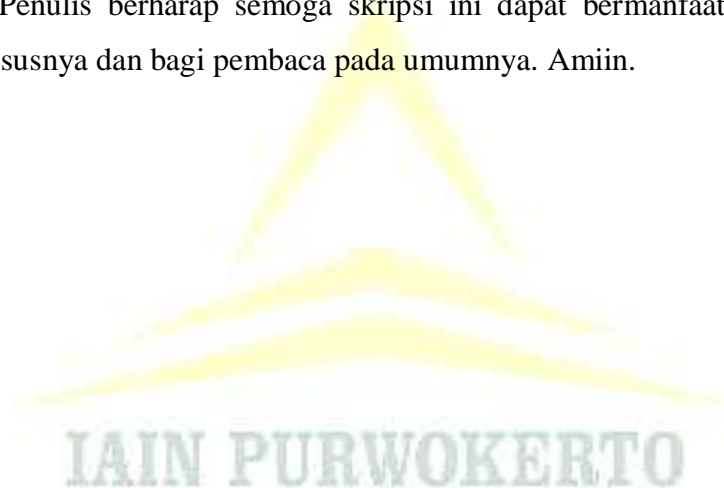 Penulis berharap semoga skripsi ini dapat bermanfaat
susnya dan bagi pembaca pada umumnya. Amiin.
IAIN PURWOKERTO